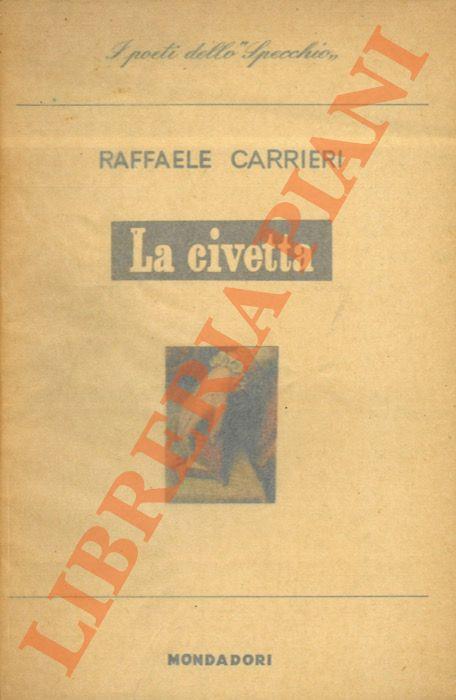 I poeti dello "Specchio„
RAFFAELE CARRIERI
La civetta
LIBRERIA PIANI
MONDADORI